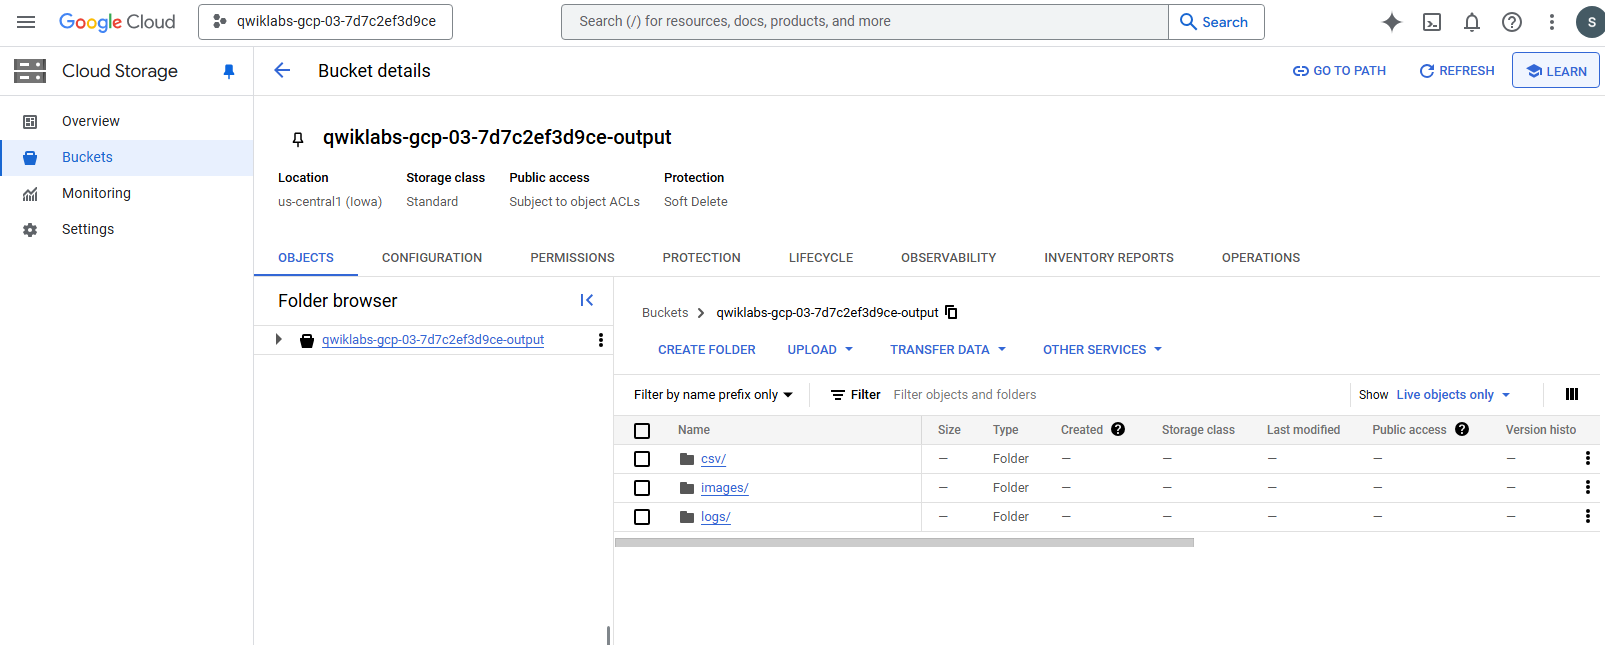 Google Cloud
qwiklabs-gcp-03-7d7c2ef3d9ce
Search (/) for resources, docs, products, and more
Search
S
Cloud Storage
Bucket details
GO TO PATH
REFRESH
LEARN
Overview
Buckets
Monitoring
Settings
qwiklabs-gcp-03-7d7c2ef3d9ce-output
Location Storage class Public access Protection
us-central1 (Iowa) Standard Subject to object ACLs Soft Delete
OBJECTS CONFIGURATION PERMISSIONS PROTECTION LIFECYCLE OBSERVABILITY INVENTORY REPORTS OPERATIONS
Folder browser
qwiklabs-gcp-03-7d7c2ef3d9ce-output
Buckets qwiklabs-gcp-03-7d7c2ef3d9ce-output
CREATE FOLDER UPLOAD TRANSFER DATA OTHER SERVICES
Filter by name prefix only Filter Filter objects and folders Show Live objects only
Name Size Type Created Storage class Last modified Public access Version histo
csv/ — Folder — — — — —
images/ — Folder — — — — —
logs/ — Folder — — — — —